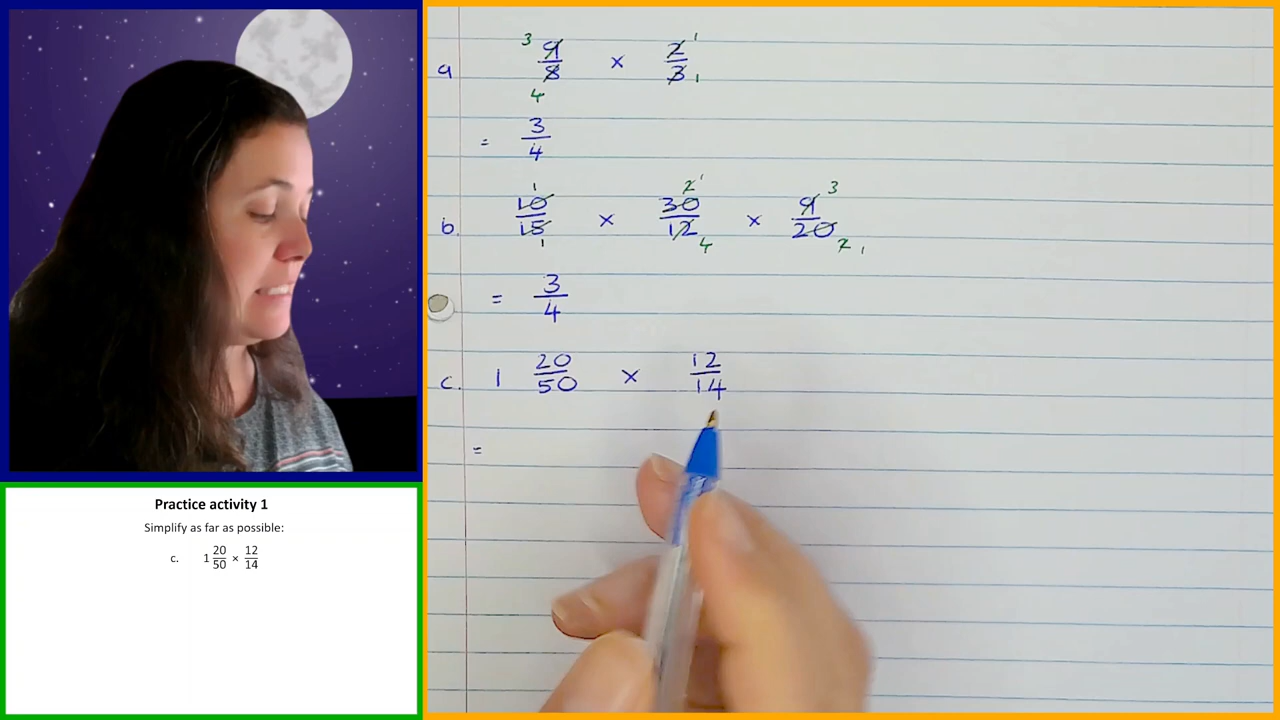 a 9/8 × 2/3
3 4 1 1
= 3/4
b. 10/15 × 30/12 × 9/20
1 1 2 1 4 3 2 1
= 3/4
c. 1 20/50 × 12/14
=
Practice activity 1
Simplify as far as possible:
c. 1 20/50 × 12/14